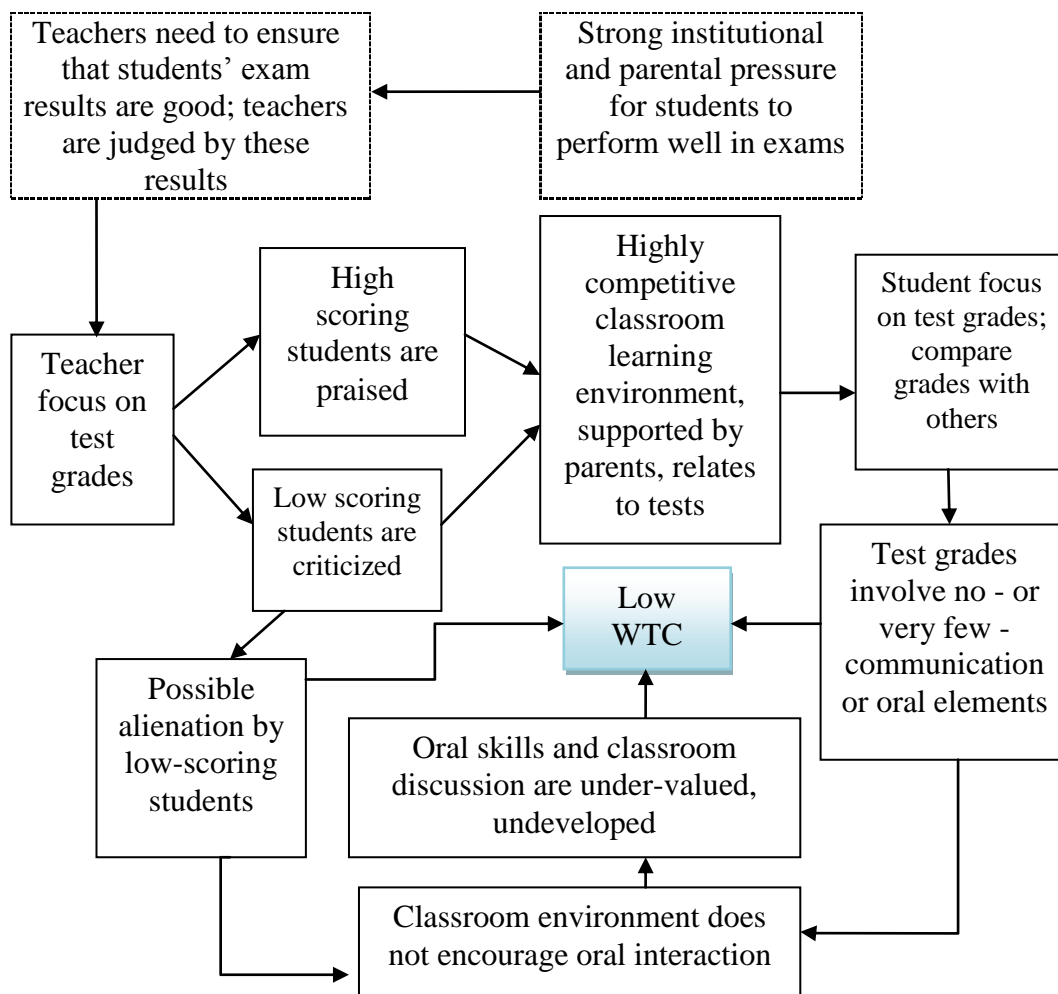 Teachers need to ensure
that students’ exam
results are good; teachers
are judged by these
results
Strong institutional
and parental pressure
for students to
perform well in exams
Teacher
focus on
test
grades
High
scoring
students are
praised
Low scoring
students are
criticized
Highly
competitive
classroom
learning
environment,
supported by
parents, relates
to tests
Student focus
on test grades;
compare
grades with
others
Test grades
involve no - or
very few -
communication
or oral elements
Low
WTC
Possible
alienation by
low-scoring
students
Oral skills and classroom
discussion are under-valued,
undeveloped
Classroom environment does
not encourage oral interaction